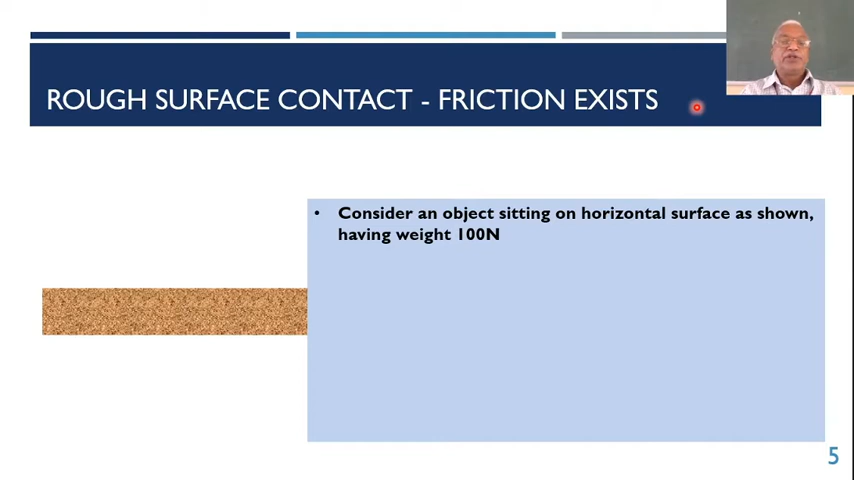 ROUGH SURFACE CONTACT - FRICTION EXISTS
• Consider an object sitting on horizontal surface as shown,
having weight 100N
5